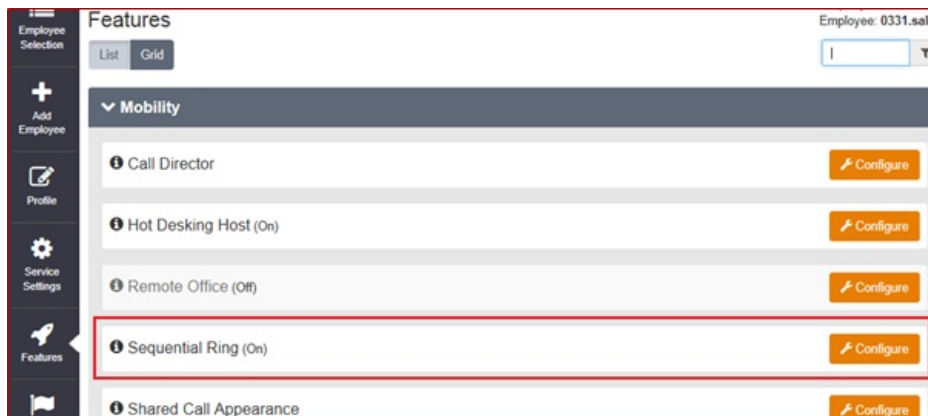 Employee
Selection
Add
Employee
Profile
Service
Settings
Features
Features
Employee: 0331.sal
List Grid
Mobility
Call Director Configure
Hot Desking Host (On) Configure
Remote Office (Off) Configure
Sequential Ring (On) Configure
Shared Call Appearance Configure